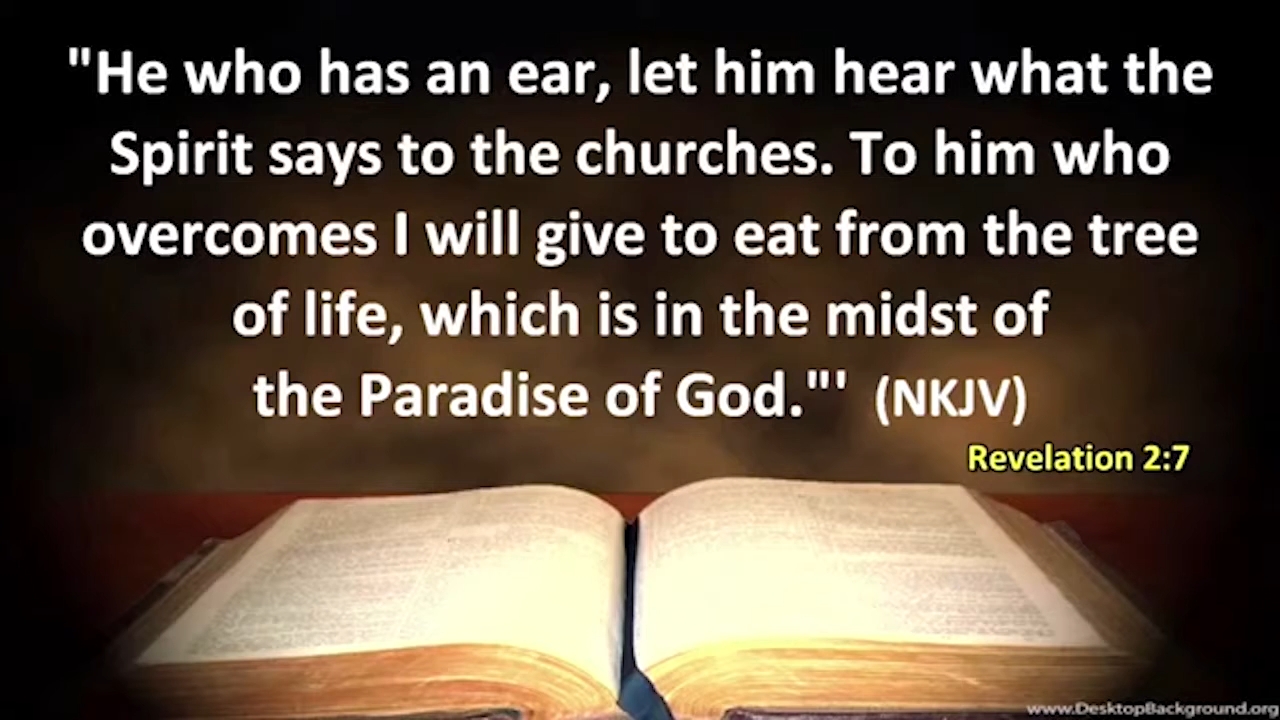 "He who has an ear, let him hear what the
Spirit says to the churches. To him who
overcomes I will give to eat from the tree
of life, which is in the midst of
the Paradise of God."' (NKJV)
Revelation 2:7
www.DesktopBackground.org